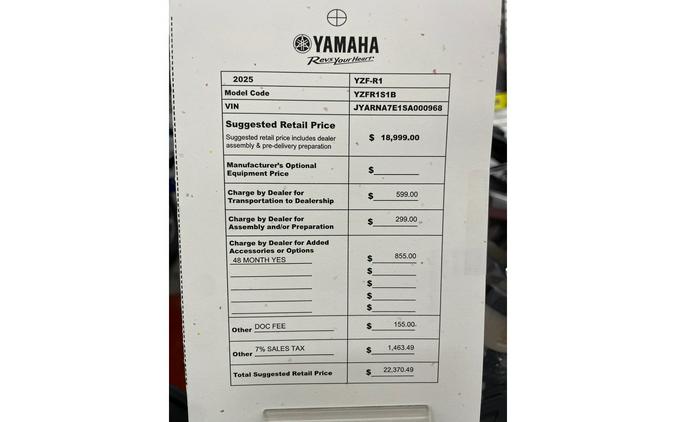 YAMAHA
Revs Your Heart
2025 YZF-R1
Model Code YZFR1S1B
VIN JYARNA7E1SA000968
Suggested Retail Price
Suggested retail price includes dealer
assembly & pre-delivery preparation
$ 18,999.00
Manufacturer's Optional
Equipment Price
$
Charge by Dealer for
Transportation to Dealership
$ 599.00
Charge by Dealer for
Assembly and/or Preparation
$ 299.00
Charge by Dealer for Added
Accessories or Options
48 MONTH YES $ 855.00
$
$
$
$
Other DOC FEE $ 155.00
Other 7% SALES TAX $ 1,463.49
Total Suggested Retail Price $ 22,370.49